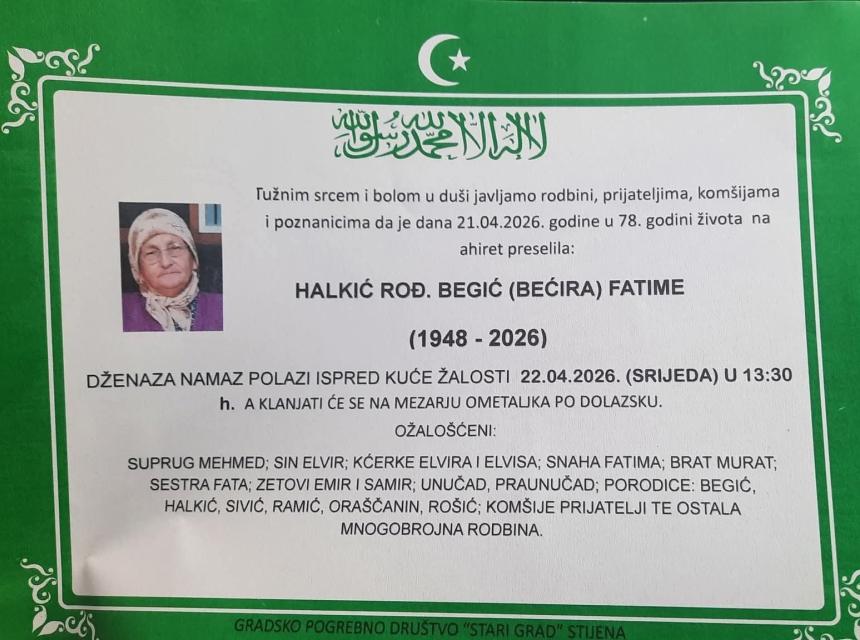 لا إله إلا الله محمد رسول الله
Tužnim srcem i bolom u duši javljamo rodbini, prijateljima, komšijama
i poznanicima da je dana 21.04.2026. godine u 78. godini života na
ahiret preselila:
HALKIĆ ROĐ. BEGIĆ (BEĆIRA) FATIME
(1948 - 2026)
DŽENAZA NAMAZ POLAZI ISPRED KUĆE ŽALOSTI 22.04.2026. (SRIJEDA) U 13:30
h. A KLANJATI ĆE SE NA MEZARJU OMETALJKA PO DOLAZSKU.
OŽALOŠĆENI:
SUPRUG MEHMED; SIN ELVIR; KĆERKE ELVIRA I ELVISA; SNAHA FATIMA; BRAT MURAT;
SESTRA FATA; ZETOVI EMIR I SAMIR; UNUČAD, PRAUNUČAD; PORODICE: BEGIĆ,
HALKIĆ, SIVIĆ, RAMIĆ, ORAŠČANIN, ROŠIĆ; KOMŠIJE PRIJATELJI TE OSTALA
MNOGOBROJNA RODBINA.
GRADSKO POGREBNO DRUŠTVO "STARI GRAD" STIJENA